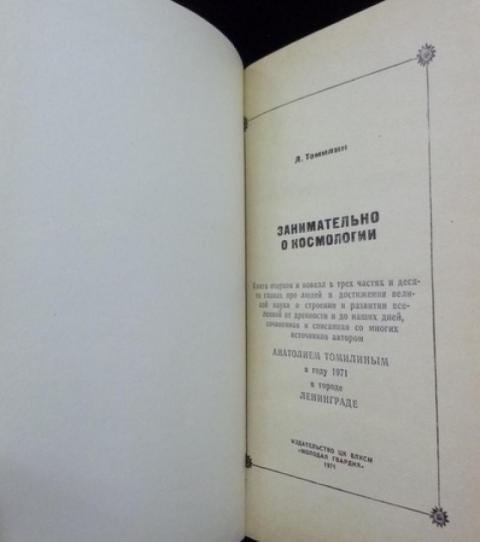 А. Томилин
ЗАНИМАТЕЛЬНО
О КОСМОЛОГИИ
Книга очерков и новелл в трех частях и деся-
ти главах про людей и достижения вели-
кой науки о строении и развитии все-
ленной от древности и до наших дней,
сочиненная и списанная со многих
источников автором
АНАТОЛИЕМ ТОМИЛИНЫМ
в году 1971
в городе
ЛЕНИНГРАДЕ
ИЗДАТЕЛЬСТВО ЦК ВЛКСМ
«МОЛОДАЯ ГВАРДИЯ»
1971